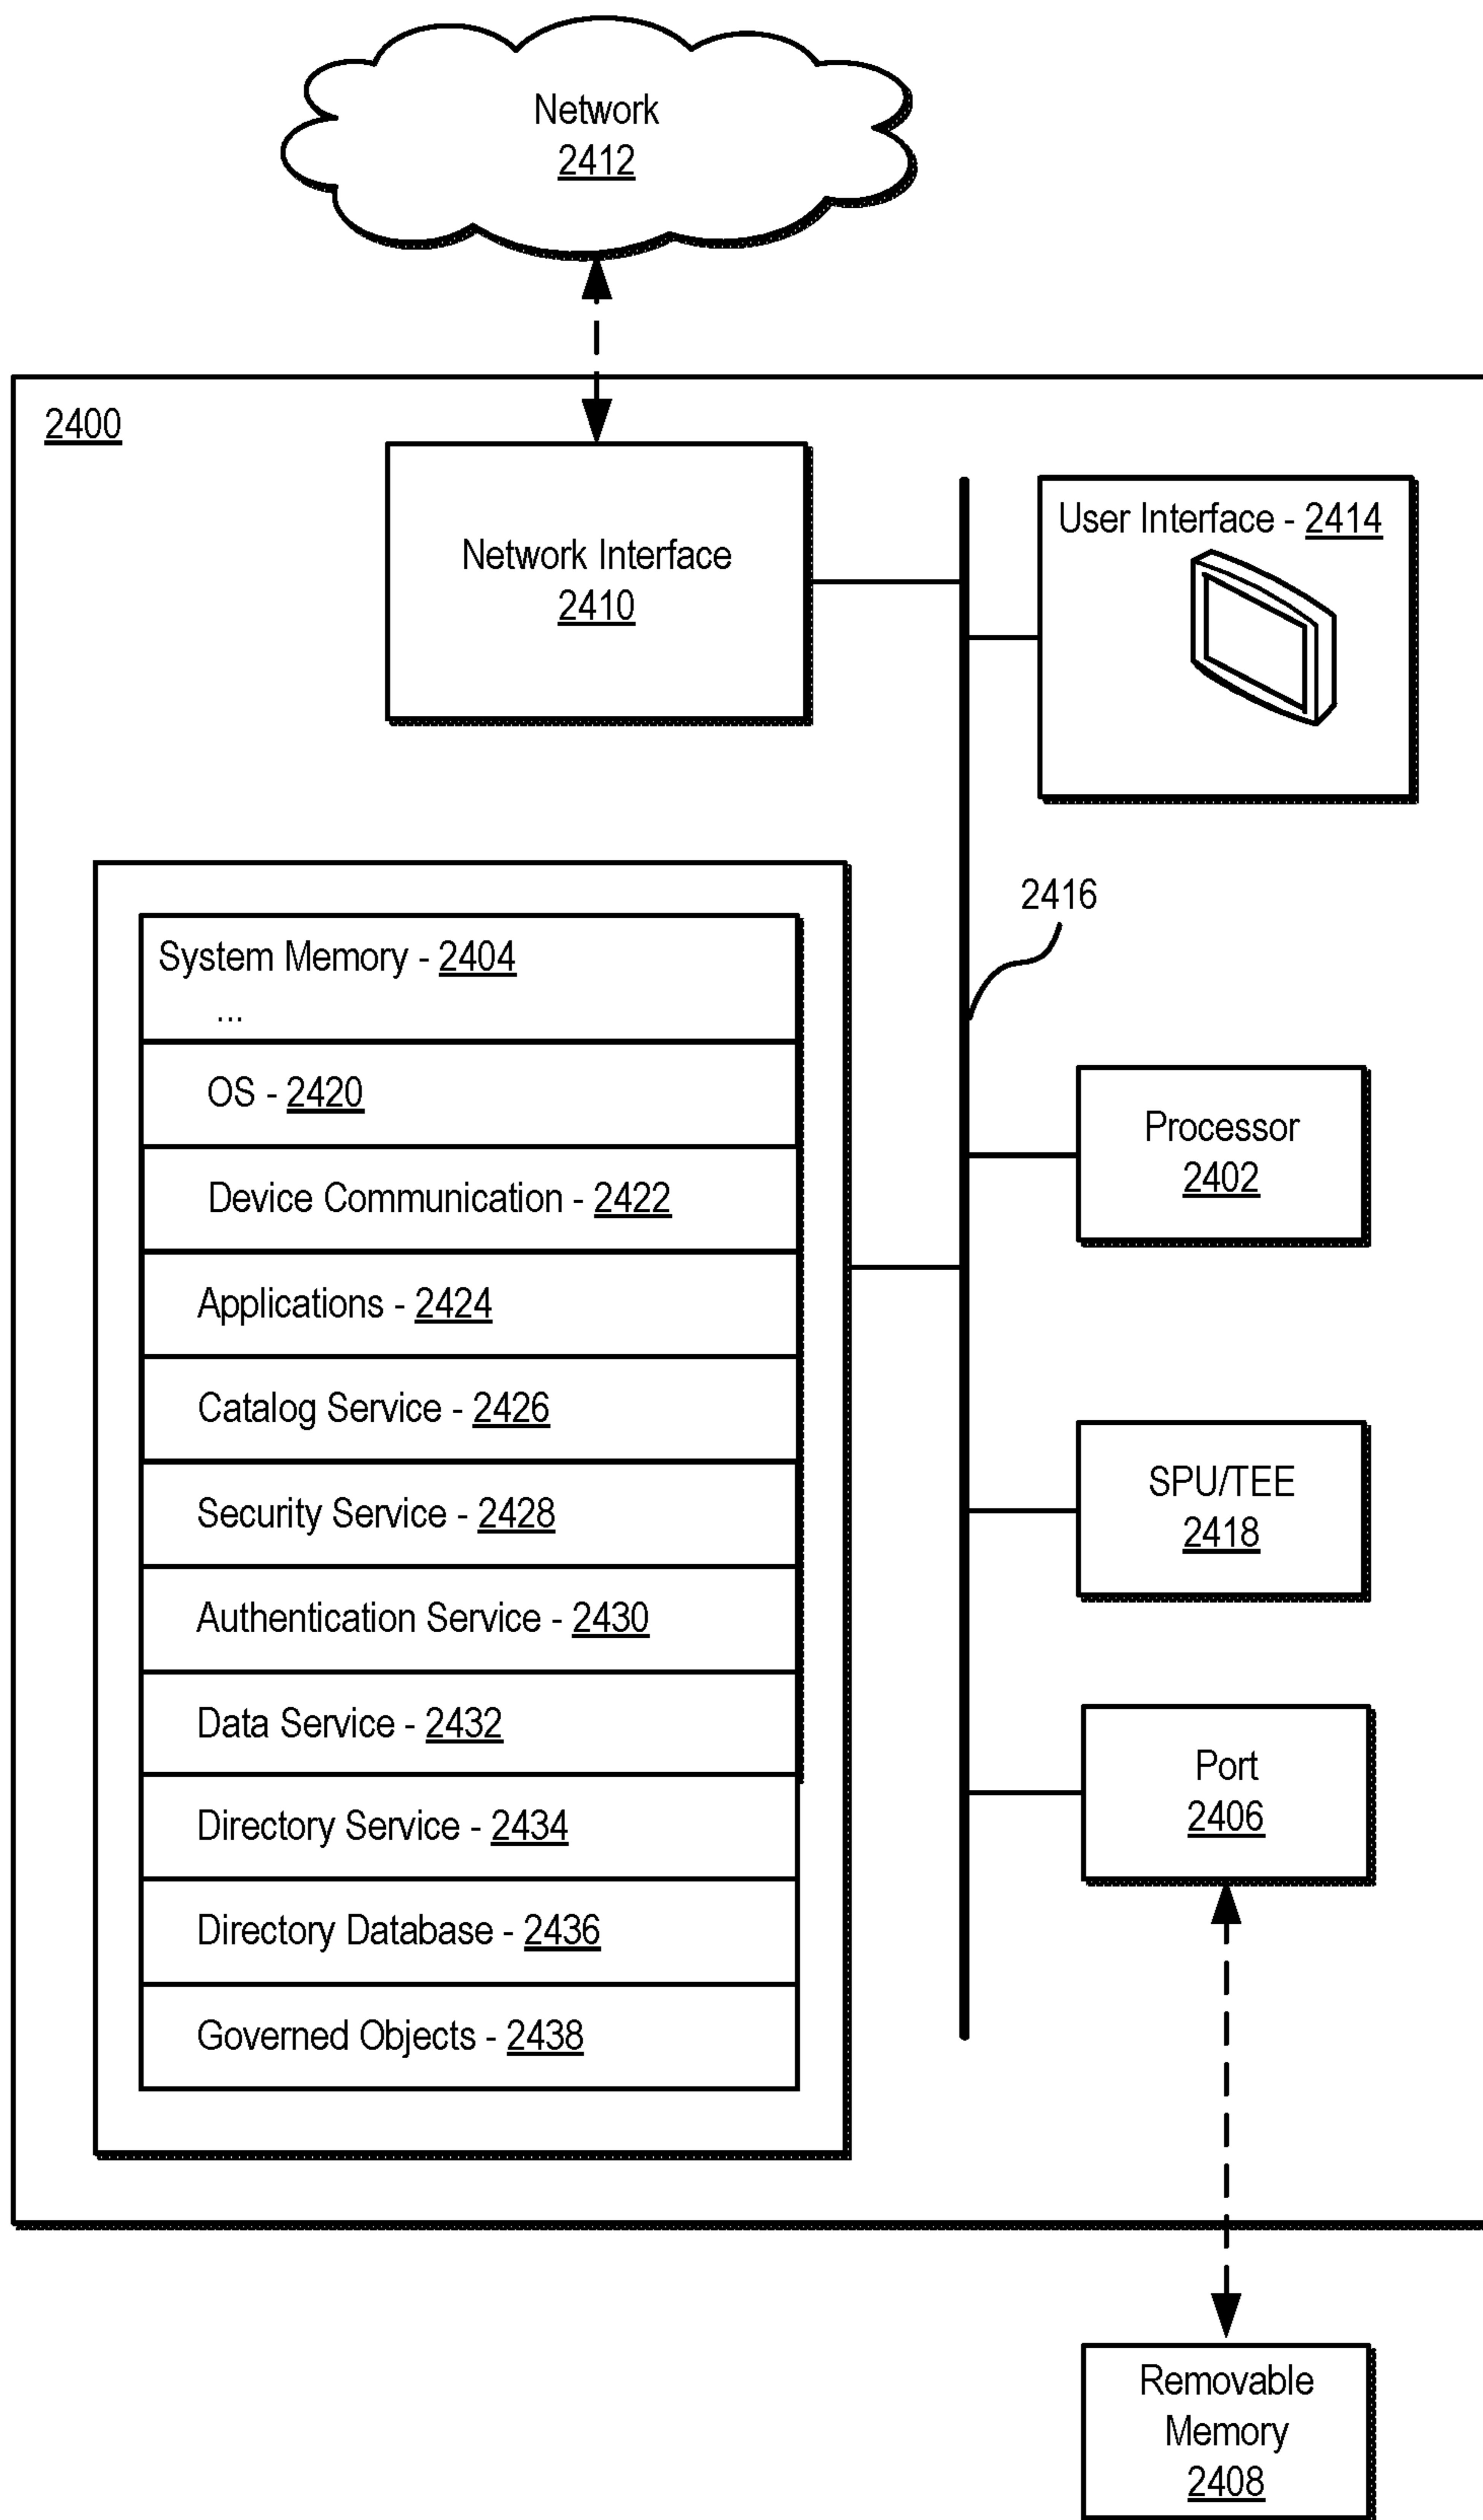 Network
2412
2400
Network Interface
2410
User Interface - 2414
2416
System Memory - 2404
...
OS - 2420
Device Communication - 2422
Applications - 2424
Catalog Service - 2426
Security Service - 2428
Authentication Service - 2430
Data Service - 2432
Directory Service - 2434
Directory Database - 2436
Governed Objects - 2438
Processor
2402
SPU/TEE
2418
Port
2406
Removable
Memory
2408